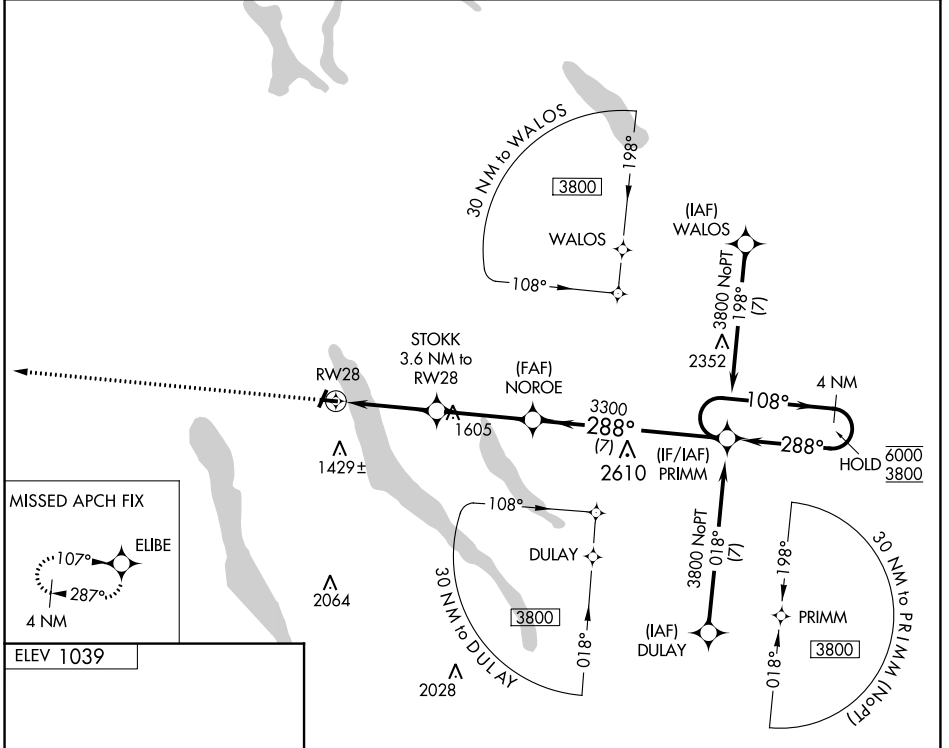 30 NM to WALOS
198°
3800
WALOS
108°
(IAF)
WALOS
3800 NoPT
198°
(7)
2352
STOKK
3.6 NM to
RW28
RW28
(FAF)
NOROE
4 NM
108°
1605
3300
288°
(7)
2610
(IF/IAF)
PRIMM
288°
HOLD
6000
3800
1429±
MISSED APCH FIX
ELIBE
107°
287°
4 NM
108°
DULAY
3800
018°
30 NM to DULAY
3800 NoPT
018°
(7)
(IAF)
DULAY
198°
PRIMM
3800
018°
30 NM to PRIMM (NoPT)
2064
2028
ELEV 1039